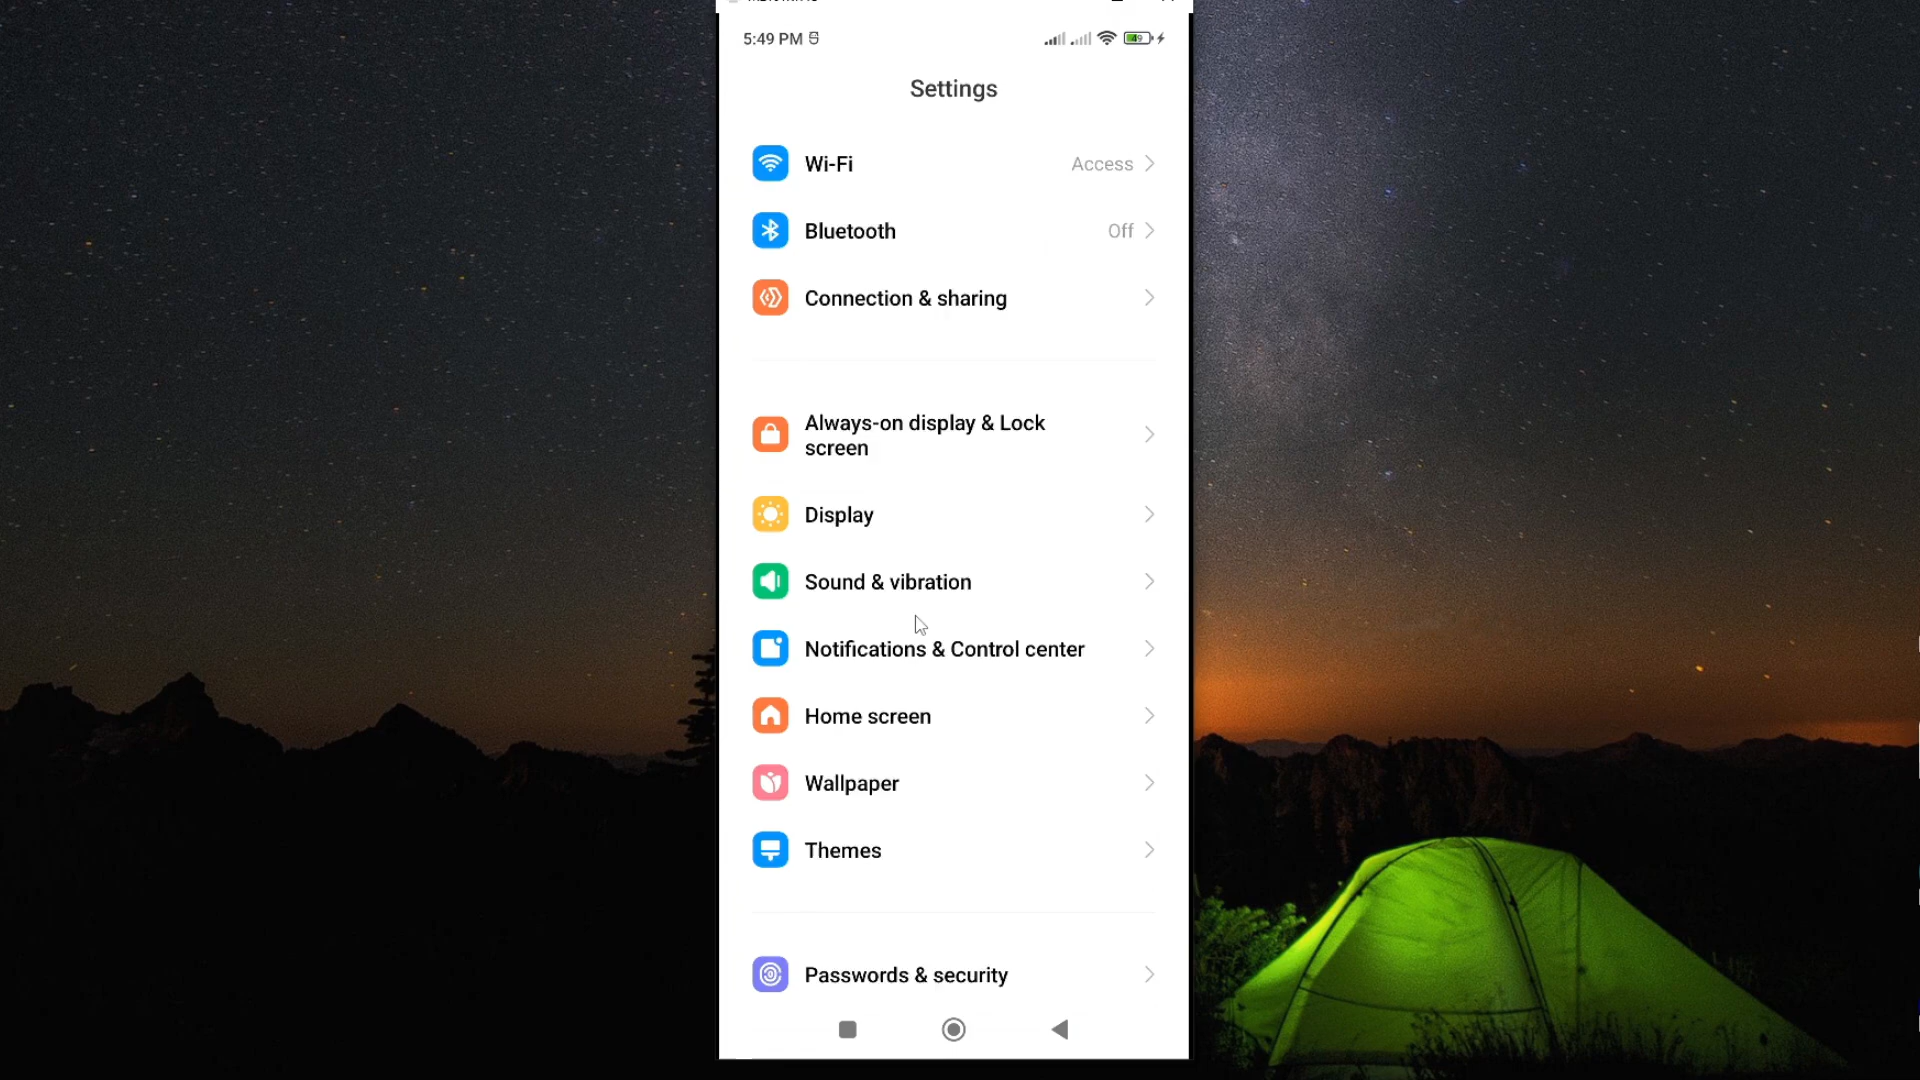 5:49 PM
49
Settings
Wi-Fi
Access
Bluetooth
Off
Connection & sharing
Always-on display & Lock
screen
Display
Sound & vibration
Notifications & Control center
Home screen
Wallpaper
Themes
Passwords & security